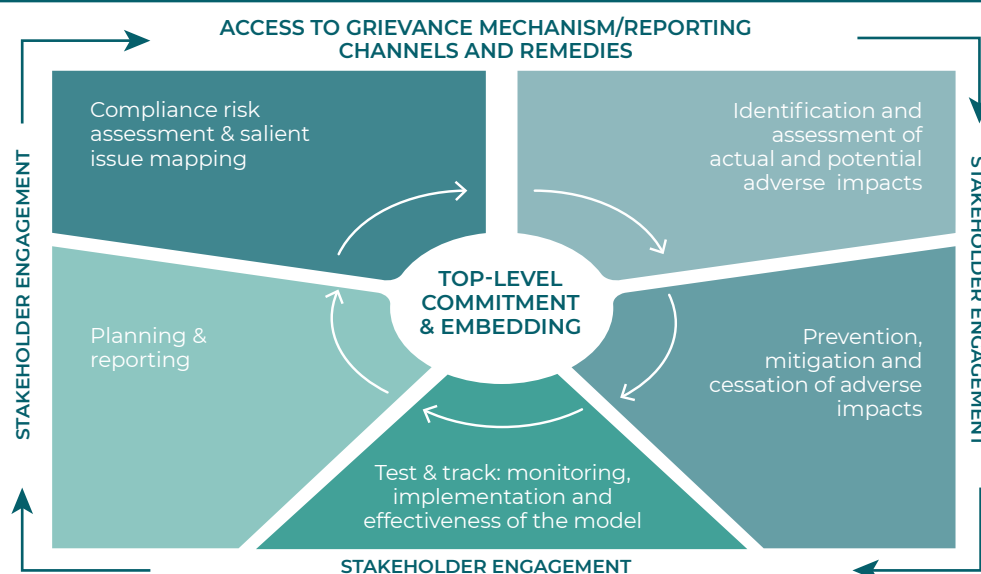 ACCESS TO GRIEVANCE MECHANISM/REPORTING
CHANNELS AND REMEDIES
Compliance risk
assessment & salient
issue mapping
Identification and
assessment of
actual and potential
adverse impacts
STAKEHOLDER ENGAGEMENT
STAKEHOLDER ENGAGEMENT
TOP-LEVEL
COMMITMENT
& EMBEDDING
Planning &
reporting
Prevention,
mitigation and
cessation of adverse
impacts
Test & track: monitoring,
implementation and
effectiveness of the model
STAKEHOLDER ENGAGEMENT